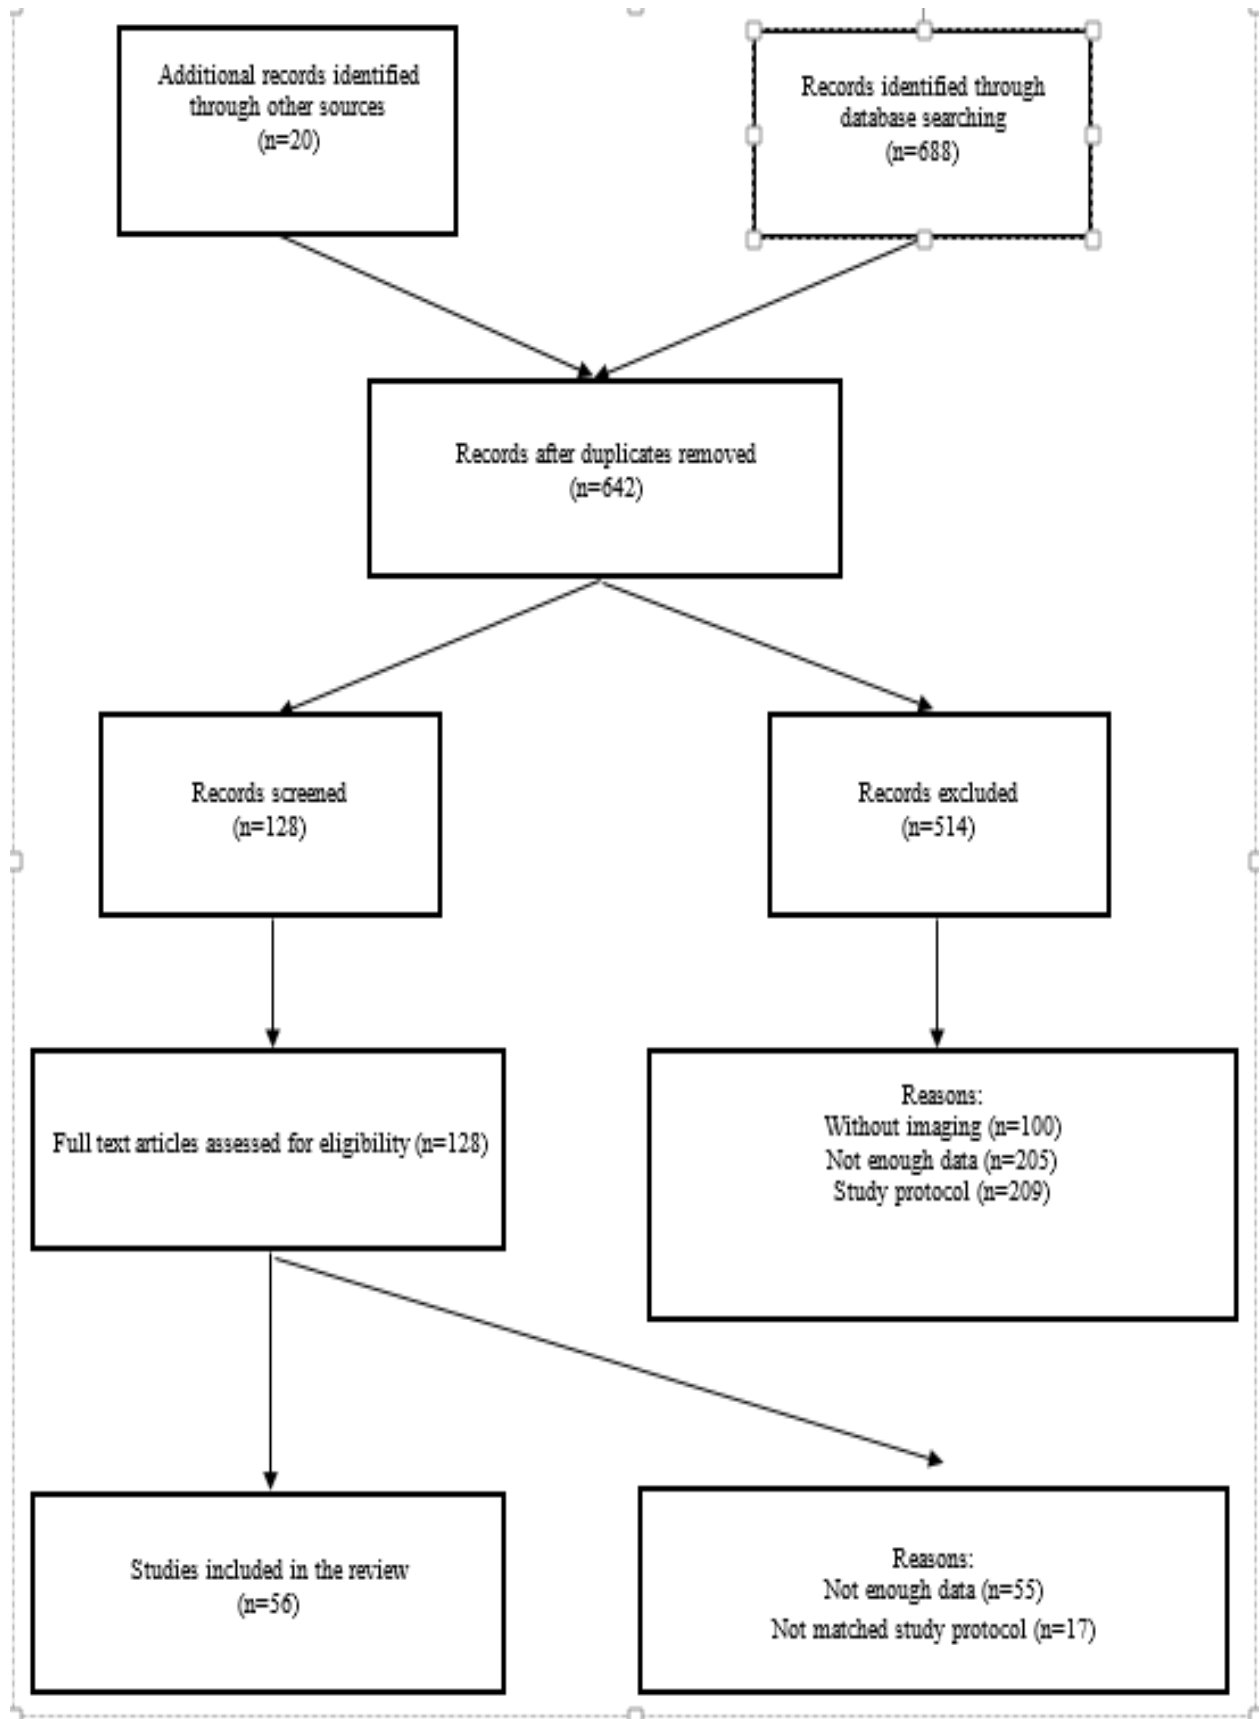 Additional records identified
through other sources
(n=20)
Records identified through
database searching
(n=688)
Records after duplicates removed
(n=642)
Records screened
(n=128)
Records excluded
(n=514)
Full text articles assessed for eligibility (n=128)
Reasons:
Without imaging (n=100)
Not enough data (n=205)
Study protocol (n=209)
Studies included in the review
(n=56)
Reasons:
Not enough data (n=55)
Not matched study protocol (n=17)